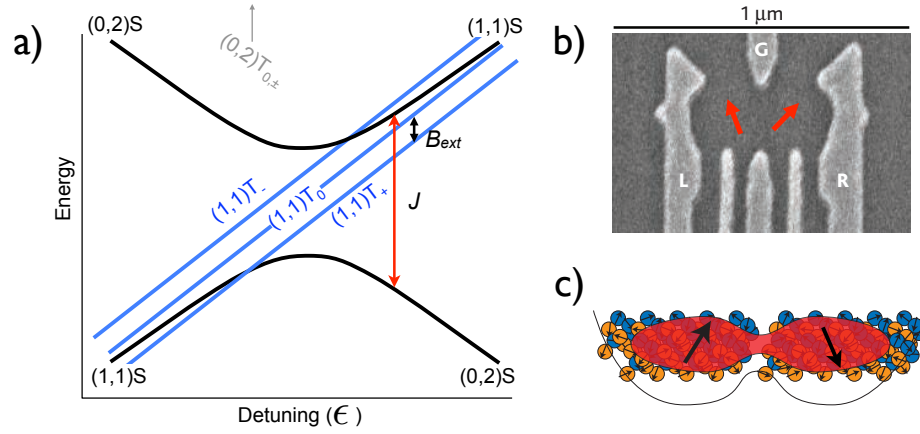 a)
(0,2)S
(0,2)T0,±
(1,1)S
Bext
J
(1,1)T-
(1,1)T0
(1,1)T+
Energy
(1,1)S
(0,2)S
Detuning (ϵ)
b)
1 μm
G
L
R
c)